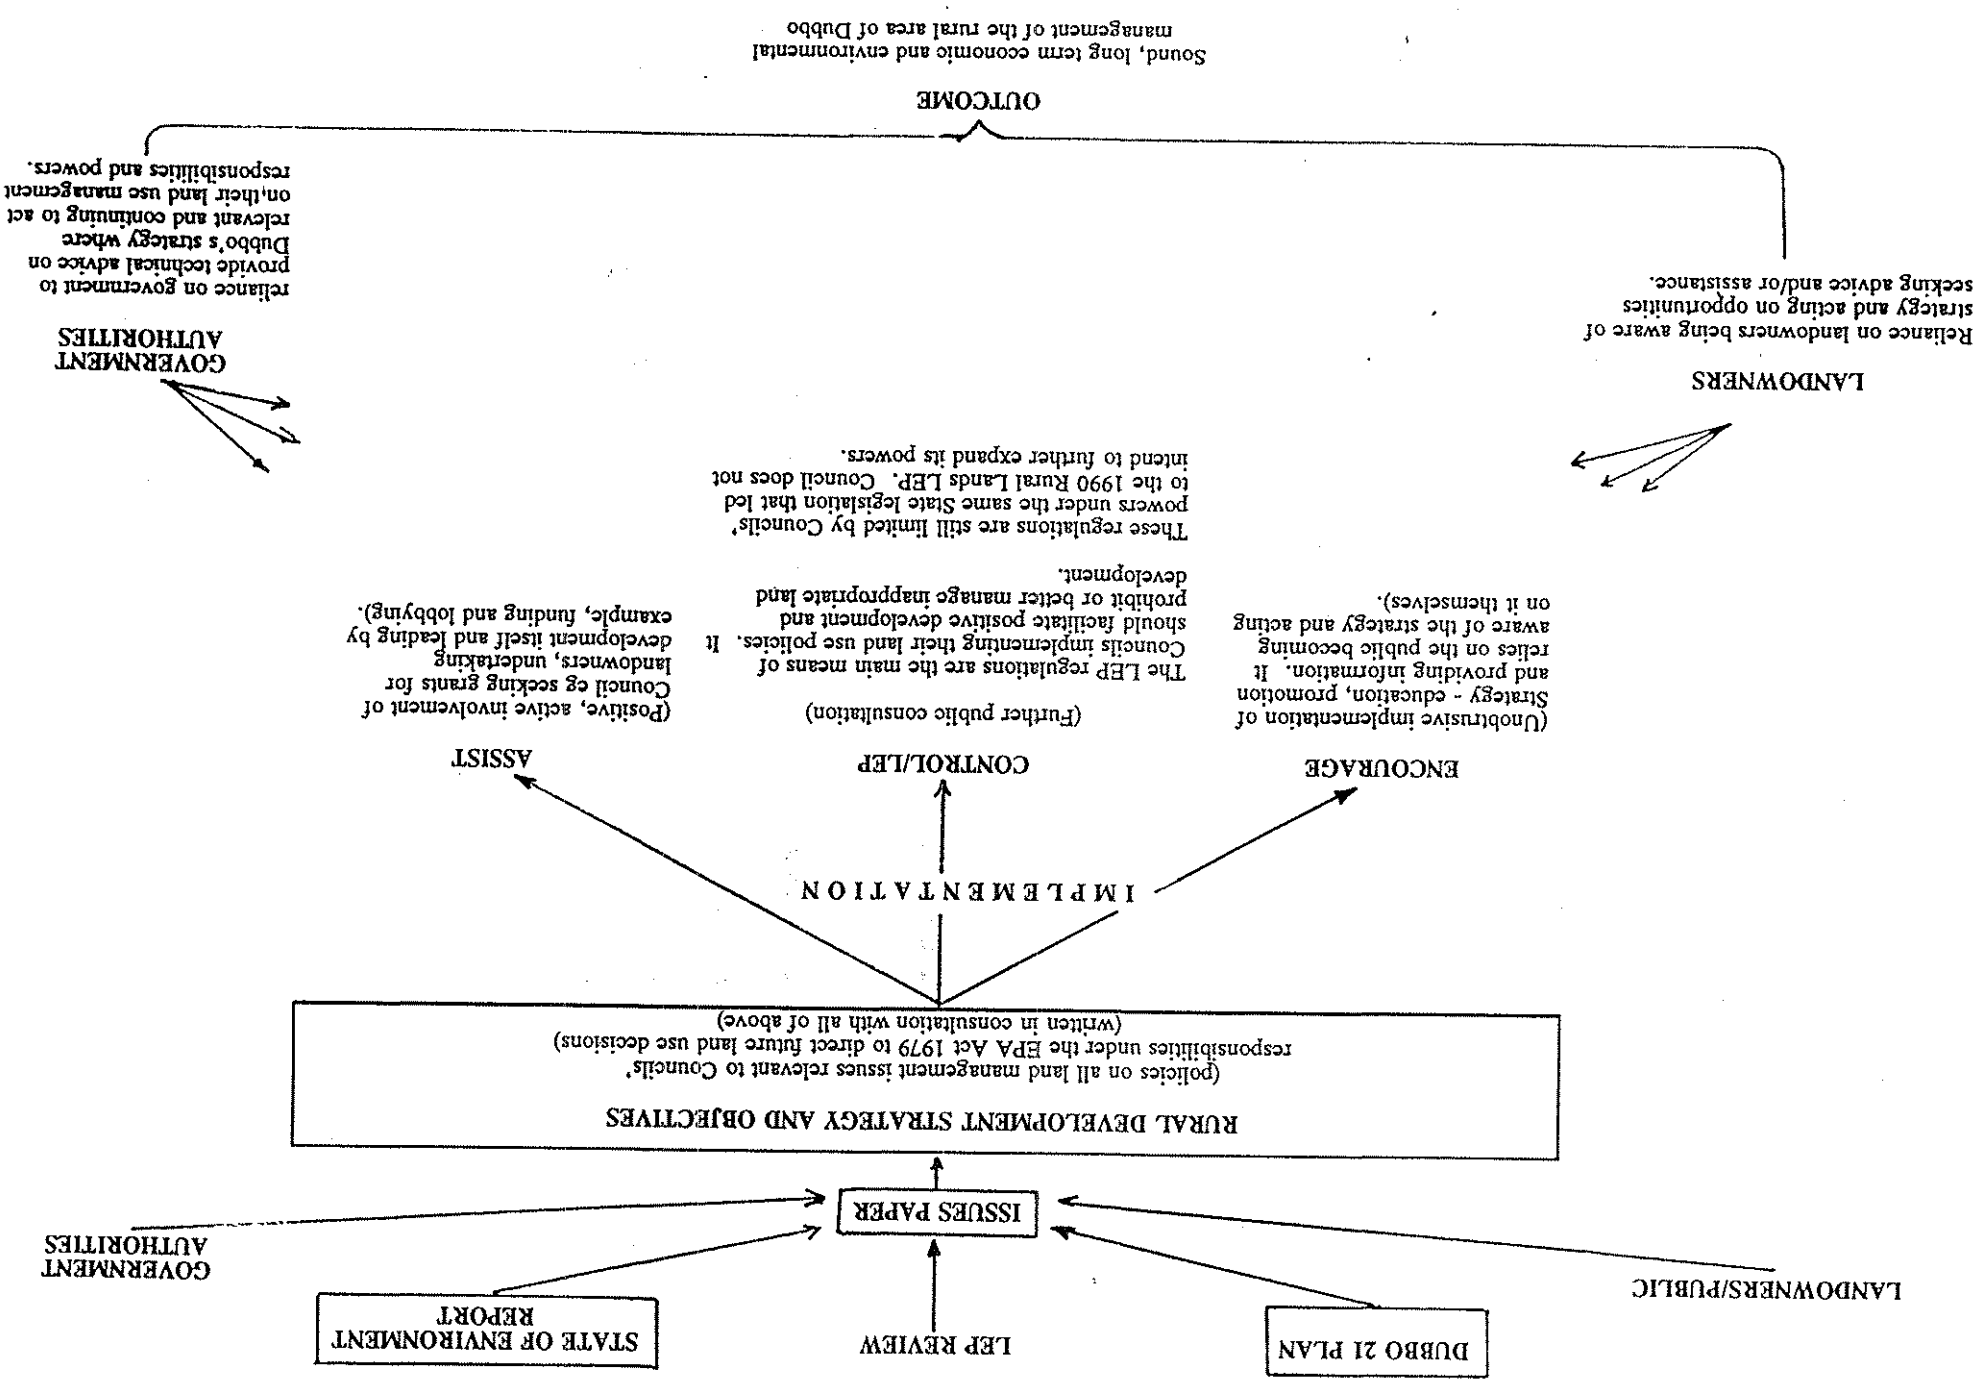 DUBBO 21 PLAN
LEP REVIEW
STATE OF ENVIRONMENT
REPORT
LANDOWNERS/PUBLIC
GOVERNMENT
AUTHORITIES
ISSUES PAPER
RURAL DEVELOPMENT STRATEGY AND OBJECTIVES
(policies on all land management issues relevant to Councils'
responsibilities under the EPA Act 1979 to direct future land use decisions)
(written in consultation with all of above)
IMPLEMENTATION
ENCOURAGE
(Unobtrusive implementation of
Strategy - education, promotion
and providing information. It
relies on the public becoming
aware of the strategy and acting
on it themselves).
CONTROL/LEP
(Further public consultation)
The LEP regulations are the main means of
Councils implementing their land use policies. It
should facilitate positive development and
prohibit or better manage inappropriate land
development.
These regulations are still limited by Councils'
powers under the same State legislation that led
to the 1990 Rural Lands LEP. Council does not
intend to further expand its powers.
ASSIST
(Positive, active involvement of
Council eg seeking grants for
landowners, undertaking
development itself and leading by
example, funding and lobbying).
LANDOWNERS
Reliance on landowners being aware of
strategy and acting on opportunities
seeking advice and/or assistance.
GOVERNMENT
AUTHORITIES
reliance on government to
provide technical advice on
Dubbo's strategy where
relevant and continuing to act
on,their land use management
responsibilities and powers.
OUTCOME
Sound, long term economic and environmental
management of the rural area of Dubbo